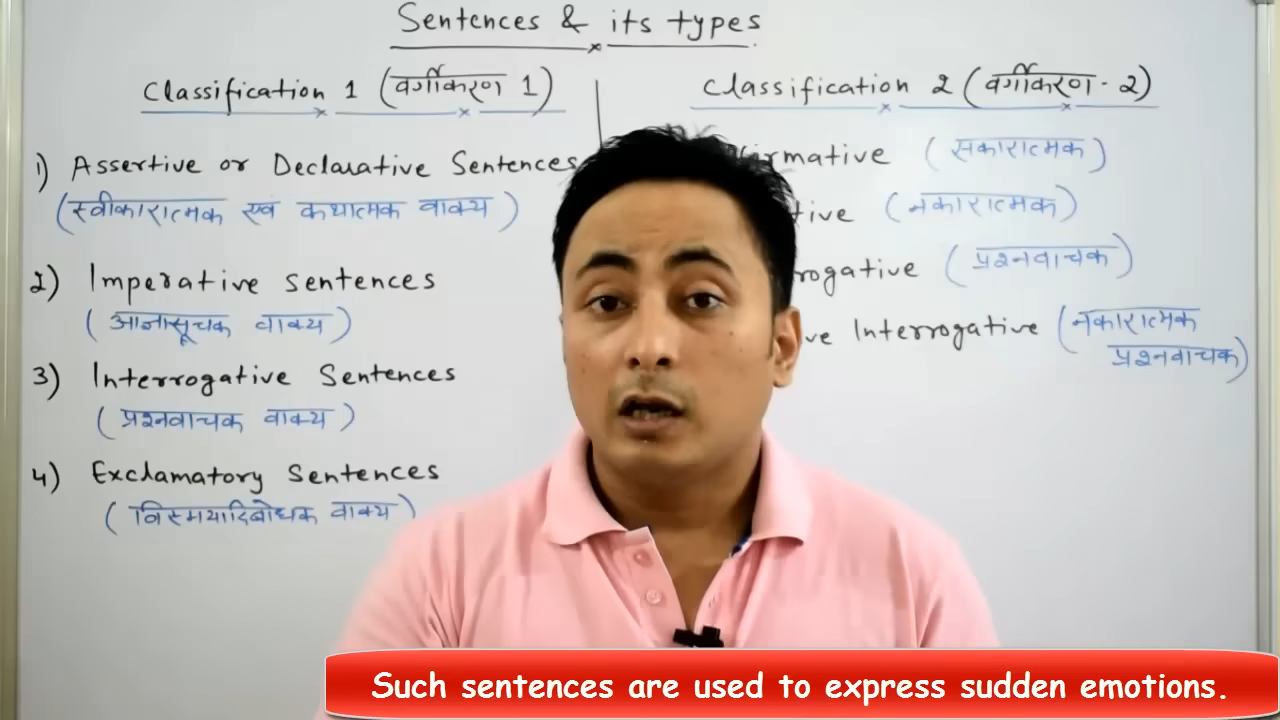 Sentences & its types
Classification 1 (वर्गीकरण 1)
1) Assertive or Declarative Sentences
(स्वीकारात्मक एवं कथात्मक वाक्य)
2) Imperative sentences
(आज्ञासूचक वाक्य)
3) Interrogative Sentences
(प्रश्नवाचक वाक्य)
4) Exclamatory Sentences
(विस्मयादिबोधक वाक्य)
Classification 2 (वर्गीकरण - 2)
irmative (सकारात्मक)
tive (नकारात्मक)
rogative (प्रश्नवाचक)
ve Interrogative (नकारात्मक
प्रश्नवाचक)
Such sentences are used to express sudden emotions.